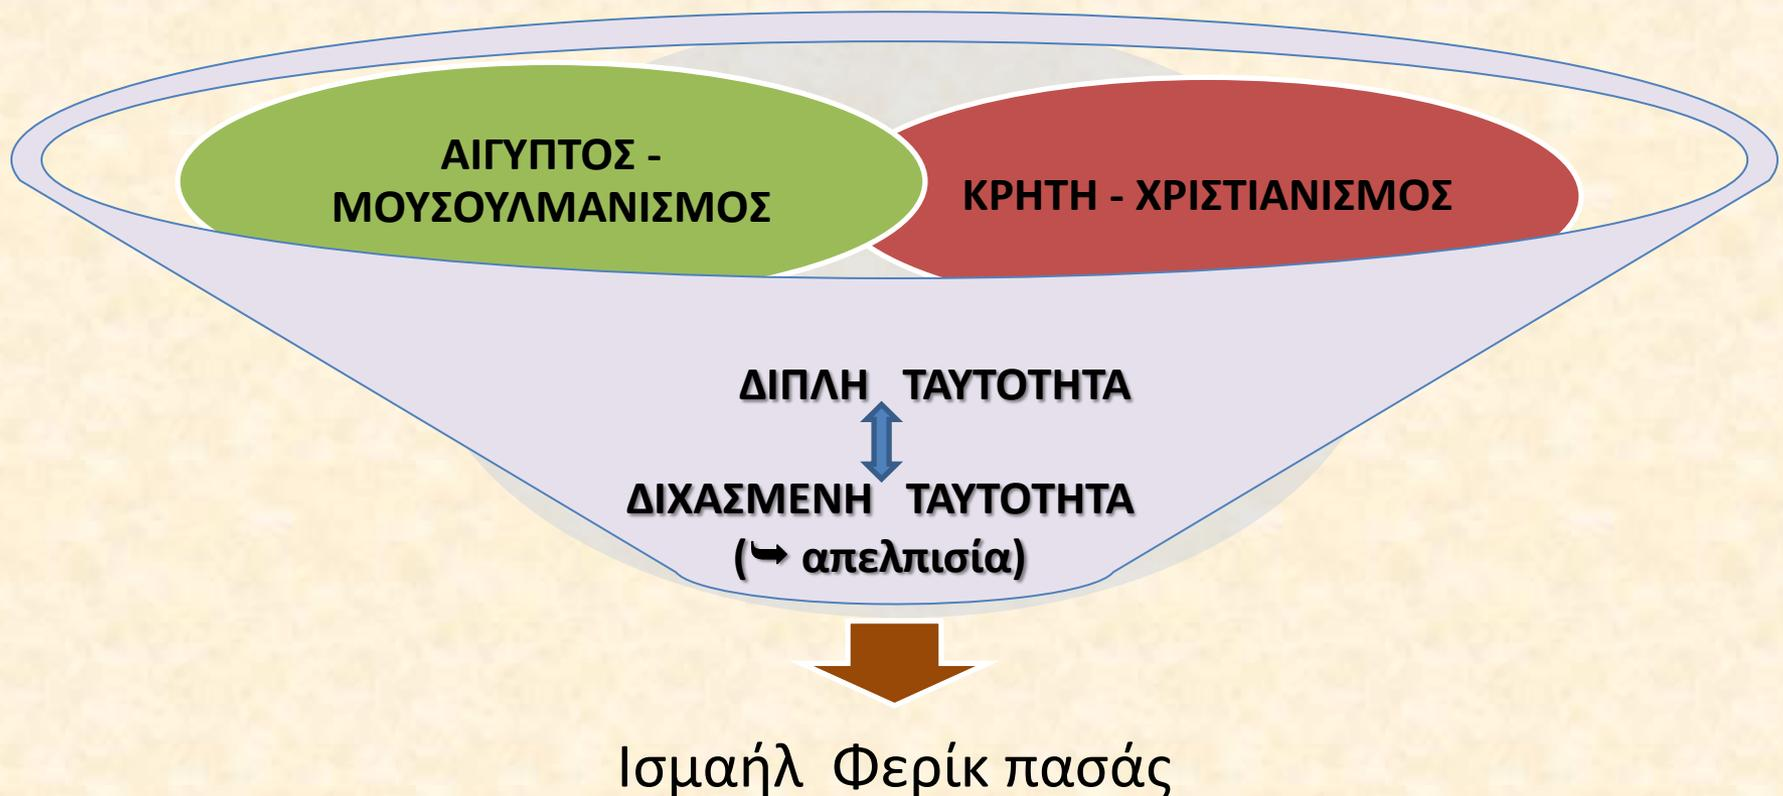 ΑΙΓΥΠΤΟΣ -
ΜΟΥΣΟΥΛΜΑΝΙΣΜΟΣ
ΚΡΗΤΗ - ΧΡΙΣΤΙΑΝΙΣΜΟΣ
ΔΙΠΛΗ ΤΑΥΤΟΤΗΤΑ
ΔΙΧΑΣΜΕΝΗ ΤΑΥΤΟΤΗΤΑ
(➥ απελπισία)
Ισμαήλ Φερίκ πασάς